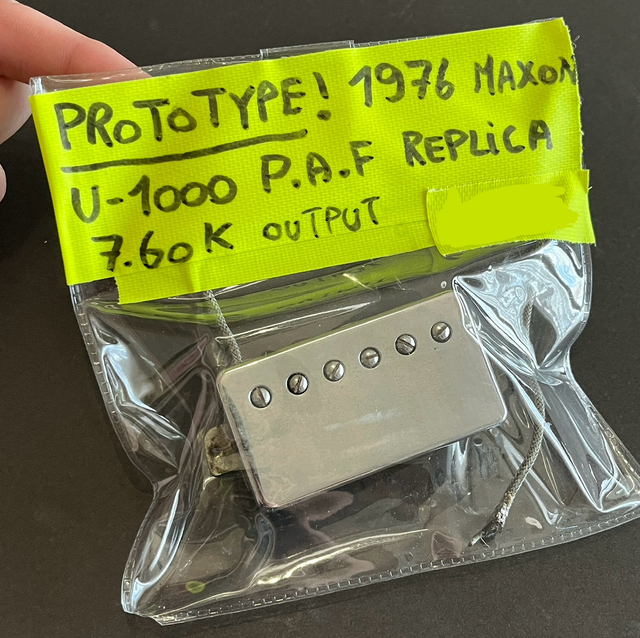 PRoToTYPE! 1976 MAXON
U-1000 P.A.F REPLiCA
7.60K OUTPUT